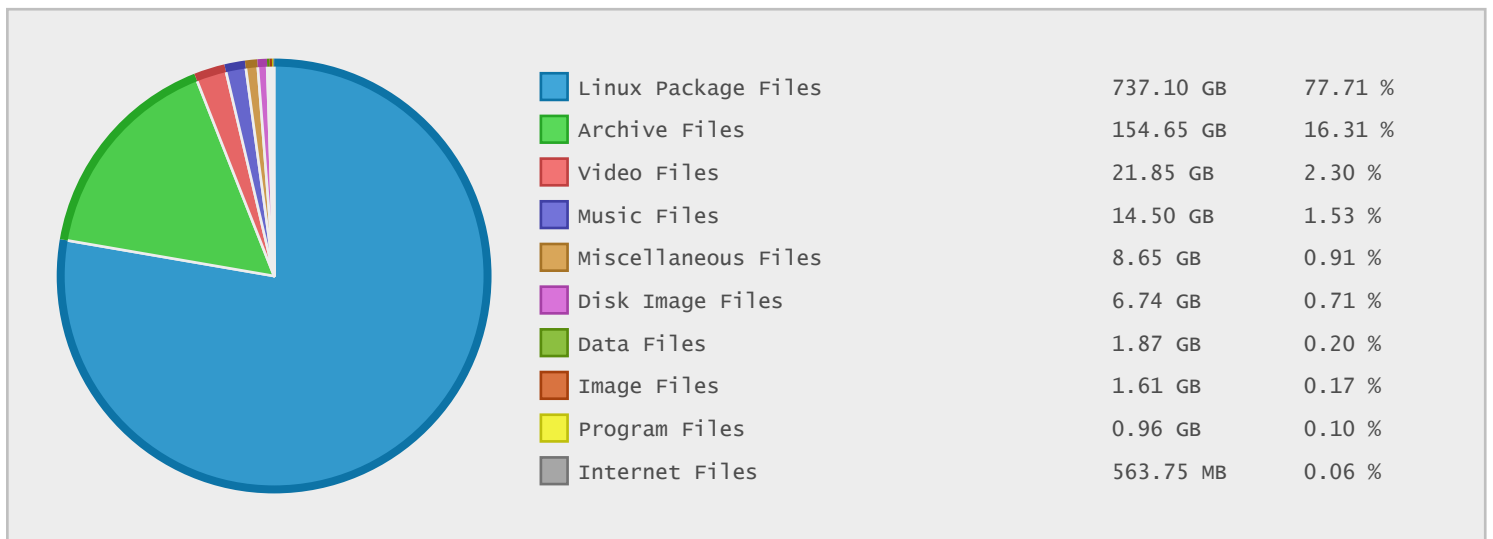 Linux Package Files 737.10 GB 77.71 %
Archive Files 154.65 GB 16.31 %
Video Files 21.85 GB 2.30 %
Music Files 14.50 GB 1.53 %
Miscellaneous Files 8.65 GB 0.91 %
Disk Image Files 6.74 GB 0.71 %
Data Files 1.87 GB 0.20 %
Image Files 1.61 GB 0.17 %
Program Files 0.96 GB 0.10 %
Internet Files 563.75 MB 0.06 %